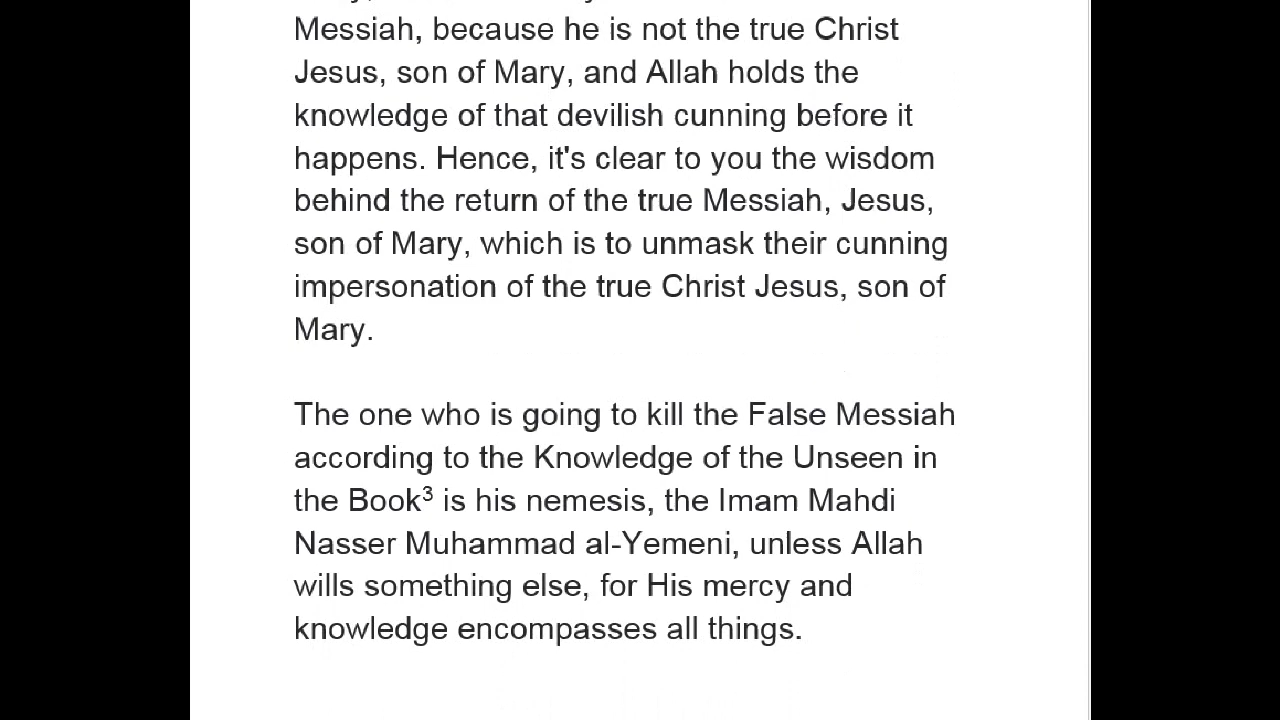 Messiah, because he is not the true Christ
Jesus, son of Mary, and Allah holds the
knowledge of that devilish cunning before it
happens. Hence, it's clear to you the wisdom
behind the return of the true Messiah, Jesus,
son of Mary, which is to unmask their cunning
impersonation of the true Christ Jesus, son of
Mary.
The one who is going to kill the False Messiah
according to the Knowledge of the Unseen in
the Book³ is his nemesis, the Imam Mahdi
Nasser Muhammad al-Yemeni, unless Allah
wills something else, for His mercy and
knowledge encompasses all things.